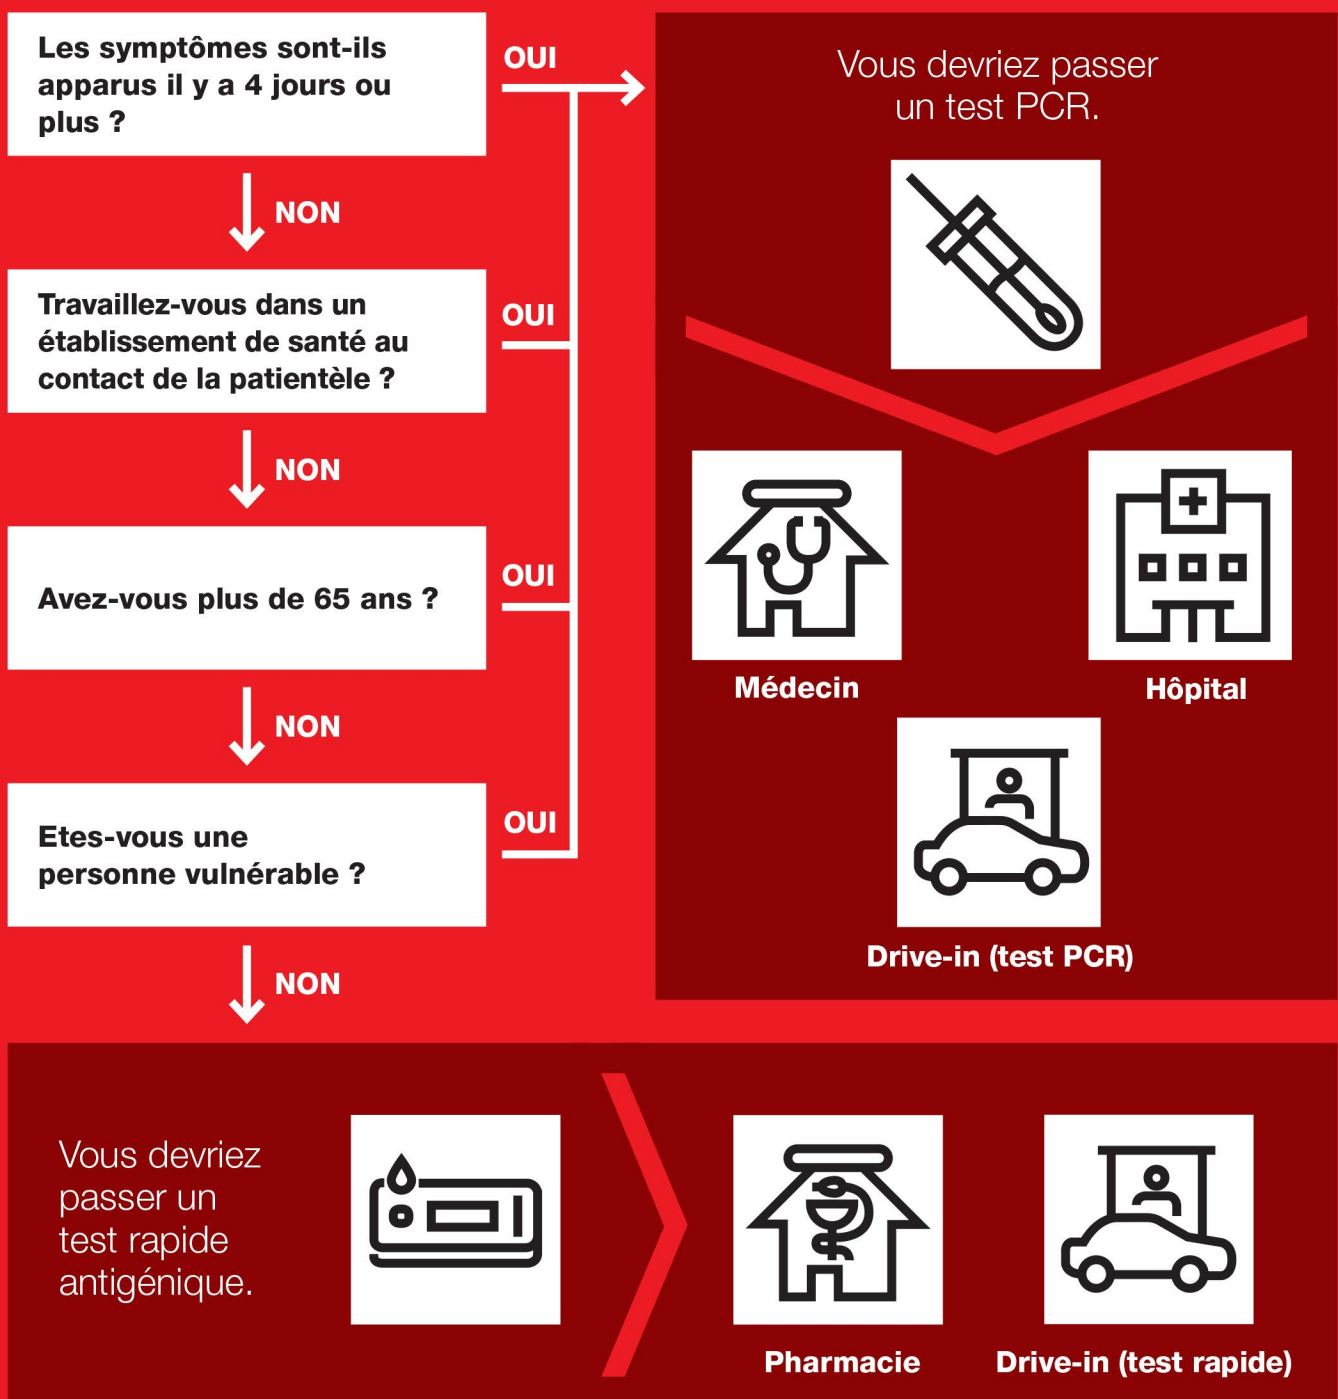 Les symptômes sont-ils
apparus il y a 4 jours ou
plus ?
OUI
NON
Travaillez-vous dans un
établissement de santé au
contact de la patientèle ?
OUI
NON
Avez-vous plus de 65 ans ?
OUI
NON
Etes-vous une
personne vulnérable ?
OUI
NON
Vous devriez passer
un test PCR.
Médecin
Hôpital
Drive-in (test PCR)
Vous devriez
passer un
test rapide
antigénique.
Pharmacie
Drive-in (test rapide)